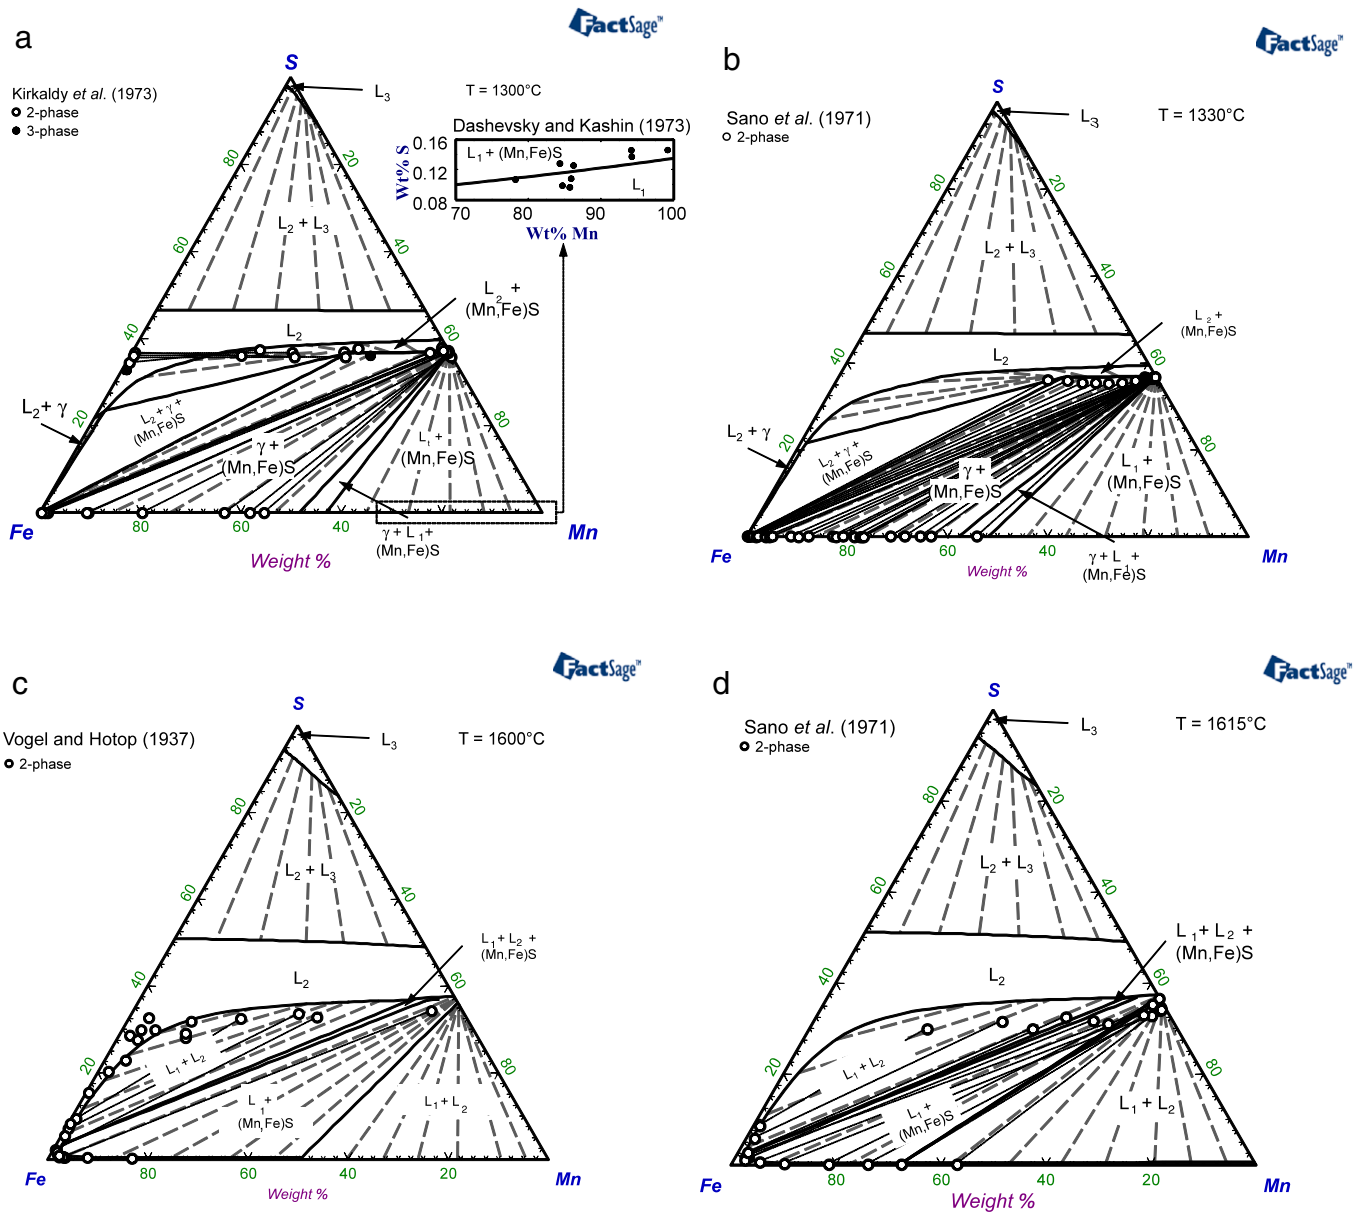 a
FactSage™
S
Kirkaldy et al. (1973)
2-phase
3-phase
L3
T = 1300°C
Dashevsky and Kashin (1973)
Wt% S
0.16
0.12
0.08
L1 + (Mn,Fe)S
L1
70 80 90 100
Wt% Mn
80
20
L2 + L3
60
40
L2 +
(Mn,Fe)S
40
L2
60
L2 + γ
20
L2 + γ +
(Mn,Fe)S
γ +
(Mn,Fe)S
L1 +
(Mn,Fe)S
80
Fe
80 60 40
γ + L1 +
(Mn,Fe)S
Mn
Weight %
b
FactSage™
S
Sano et al. (1971)
2-phase
L3
T = 1330°C
80
20
L2 + L3
60
40
L2 +
(Mn,Fe)S
40
L2
60
L2 + γ
20
L2 + γ +
(Mn,Fe)S
γ +
(Mn,Fe)S
L1 +
(Mn,Fe)S
80
Fe
80 60 40 20
γ + L1 +
(Mn,Fe)S
Mn
Weight %
c
FactSage™
S
Vogel and Hotop (1937)
2-phase
L3
T = 1600°C
80
20
L2 + L3
60
40
L1 + L2 +
(Mn,Fe)S
40
L2
60
20
L1 + L2
L1 +
(Mn,Fe)S
L1 + L2
80
Fe
80 60 40 20
Mn
Weight %
d
FactSage™
S
Sano et al. (1971)
2-phase
L3
T = 1615°C
80
20
L2 + L3
60
40
L1 + L2 +
(Mn,Fe)S
40
L2
60
20
L1 + L2
L1 +
(Mn,Fe)S
L1 + L2
80
Fe
80 60 40 20
Mn
Weight %